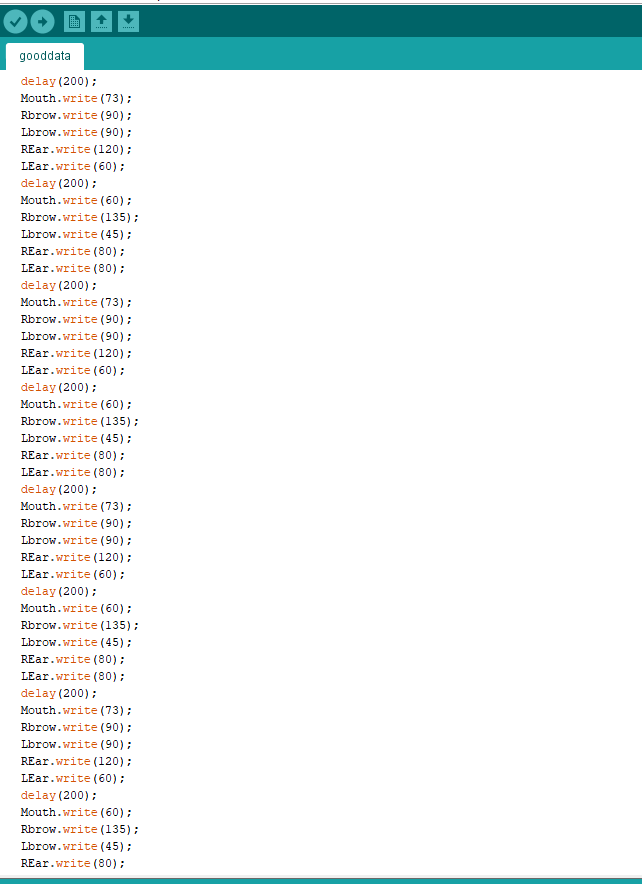 gooddata
delay(200);
Mouth.write(73);
Rbrow.write(90);
Lbrow.write(90);
REar.write(120);
LEar.write(60);
delay(200);
Mouth.write(60);
Rbrow.write(135);
Lbrow.write(45);
REar.write(80);
LEar.write(80);
delay(200);
Mouth.write(73);
Rbrow.write(90);
Lbrow.write(90);
REar.write(120);
LEar.write(60);
delay(200);
Mouth.write(60);
Rbrow.write(135);
Lbrow.write(45);
REar.write(80);
LEar.write(80);
delay(200);
Mouth.write(73);
Rbrow.write(90);
Lbrow.write(90);
REar.write(120);
LEar.write(60);
delay(200);
Mouth.write(60);
Rbrow.write(135);
Lbrow.write(45);
REar.write(80);
LEar.write(80);
delay(200);
Mouth.write(73);
Rbrow.write(90);
Lbrow.write(90);
REar.write(120);
LEar.write(60);
delay(200);
Mouth.write(60);
Rbrow.write(135);
Lbrow.write(45);
REar.write(80);